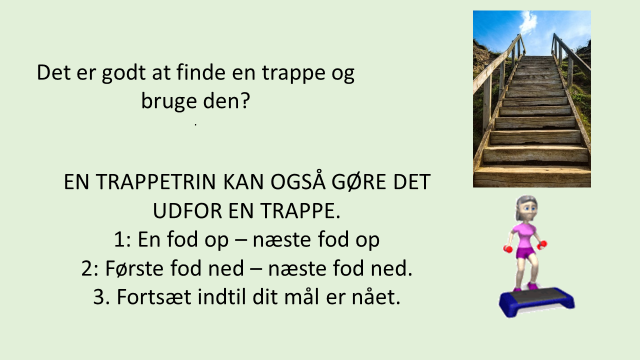 Det er godt at finde en trappe og
bruge den?
.
EN TRAPPETRIN KAN OGSÅ GØRE DET
UDFOR EN TRAPPE.
1: En fod op – næste fod op
2: Første fod ned – næste fod ned.
3. Fortsæt indtil dit mål er nået.